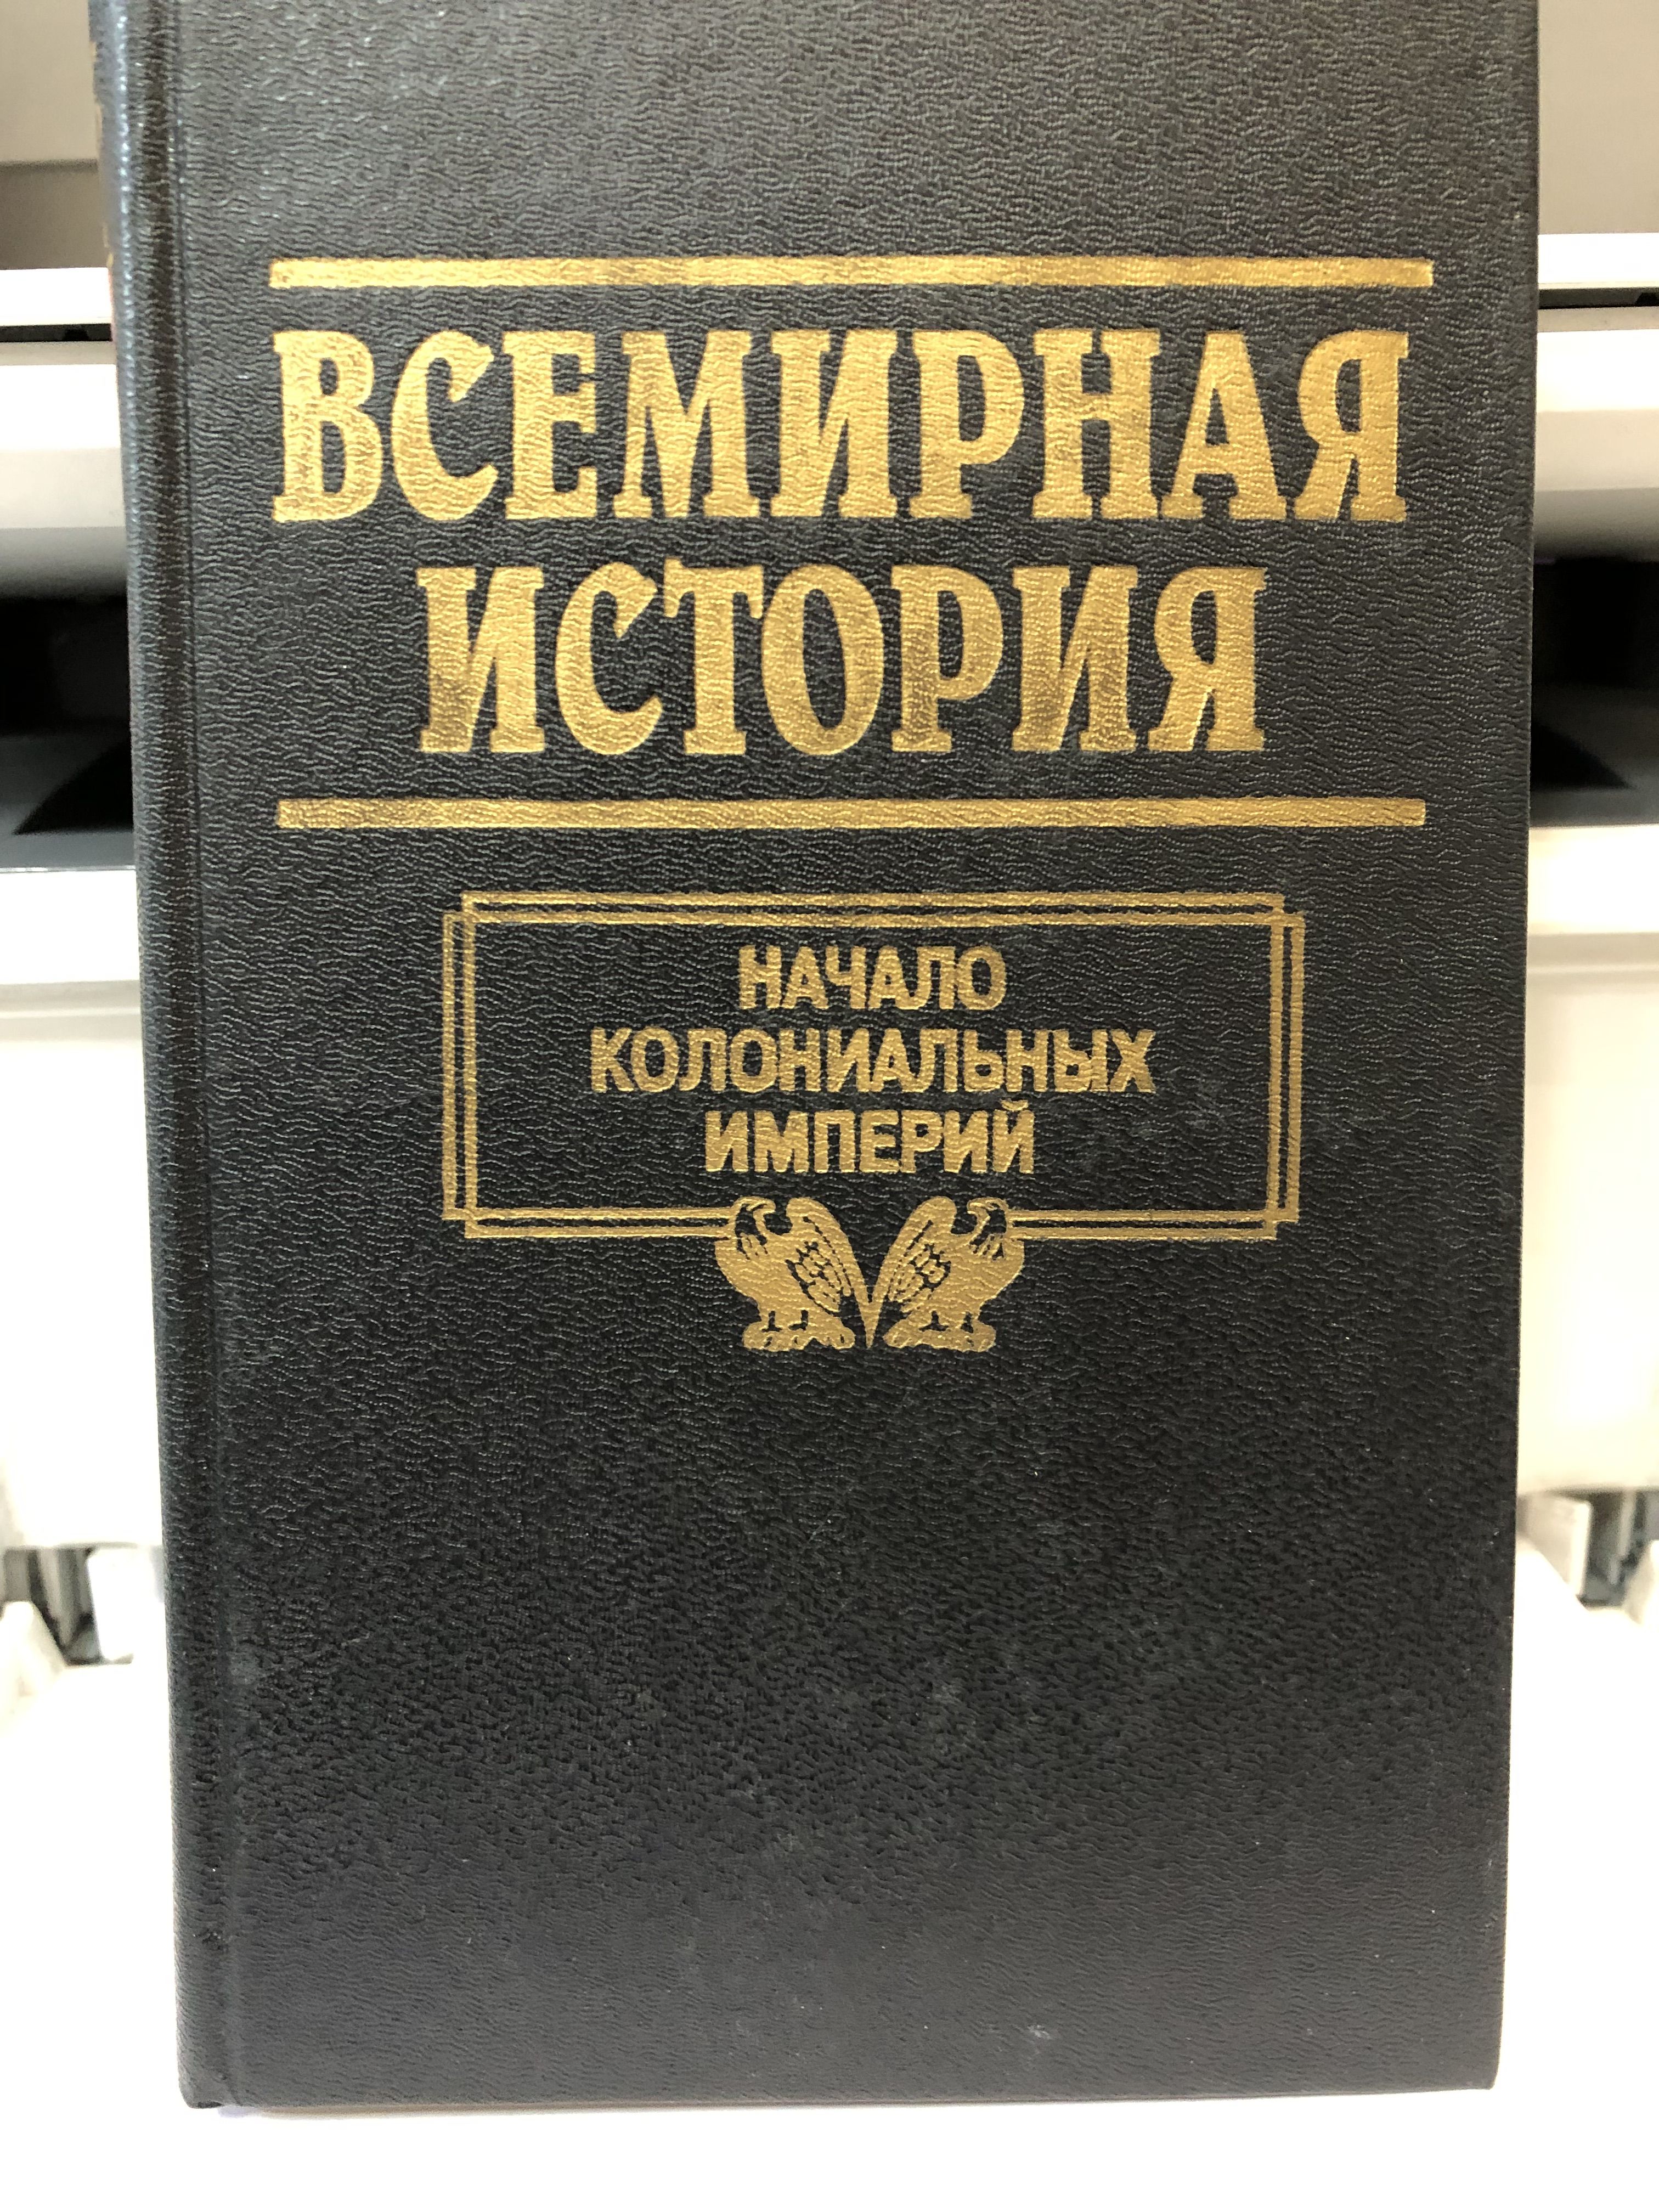 ВСЕМИРНАЯ
ИСТОРИЯ
НАЧАЛО
КОЛОНИАЛЬНЫХ
ИМПЕРИЙ